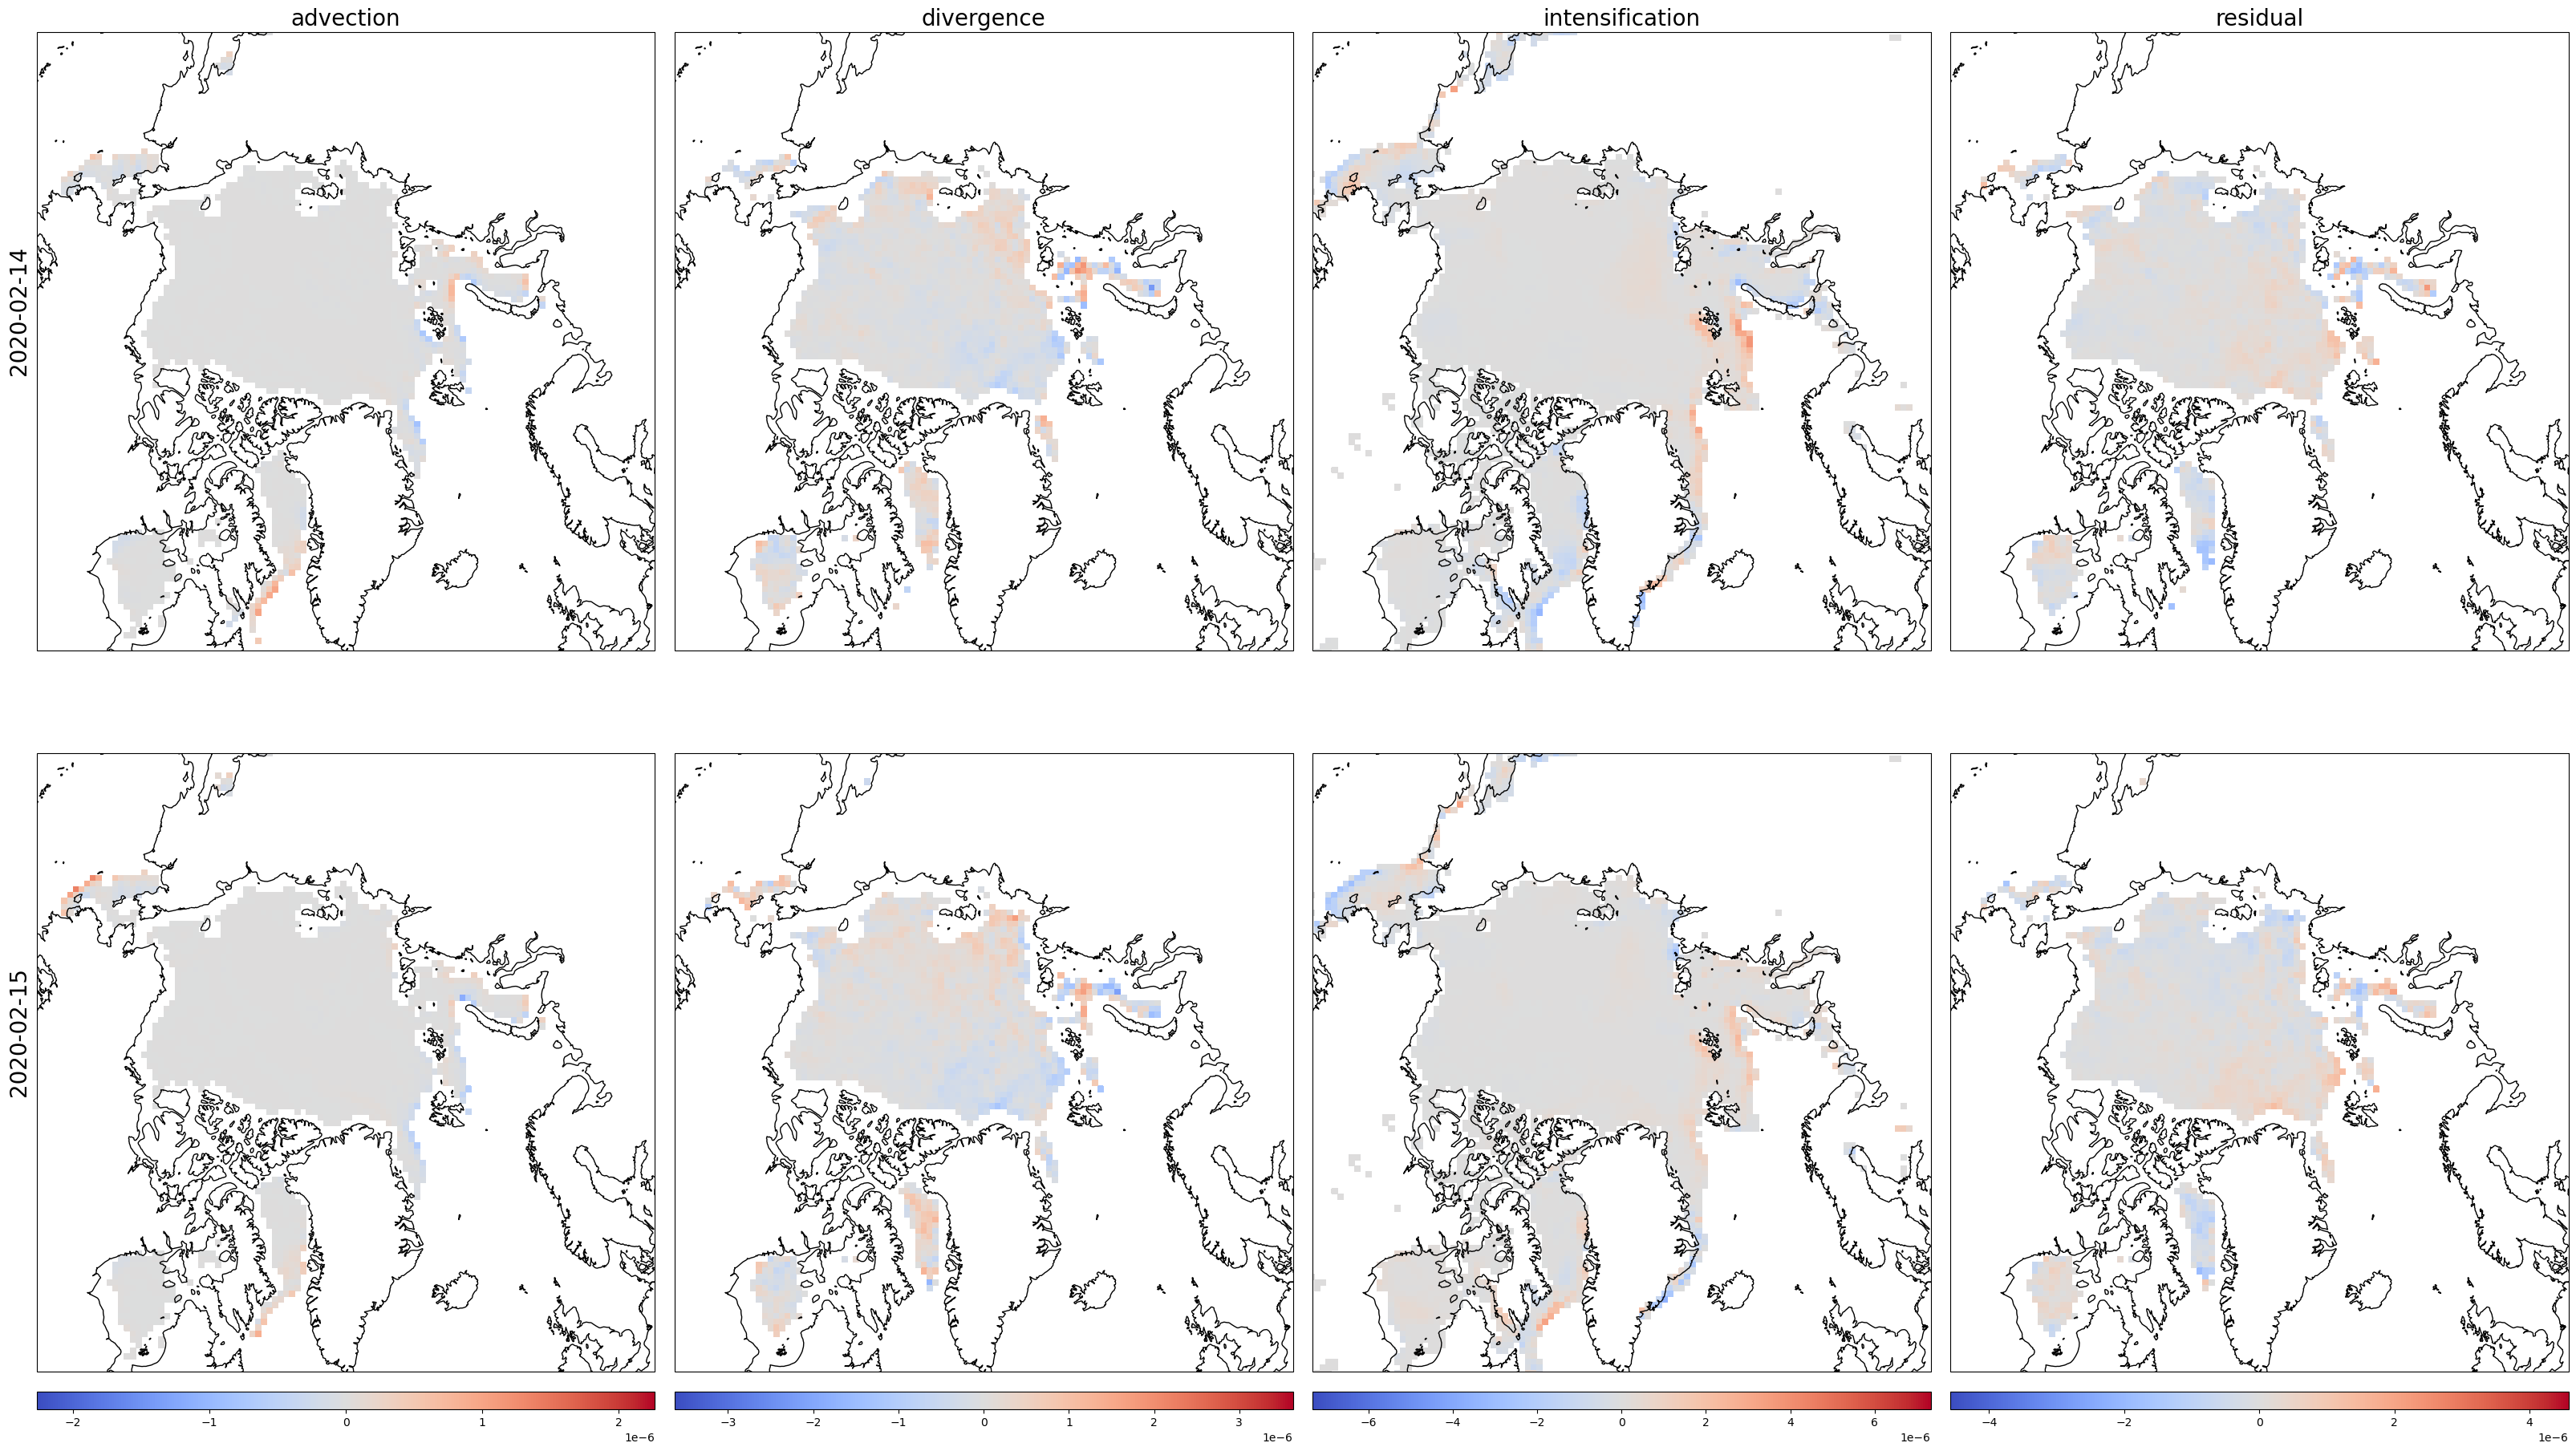 advection divergence intensification residual
2020-02-14
2020-02-15
−2 −1 0 1 2 −3 −2 −1 0 1 2 3 −6 −4 −2 0 2 4 6 −4 −2 0 2 4
1e−6 1e−6 1e−6 1e−6